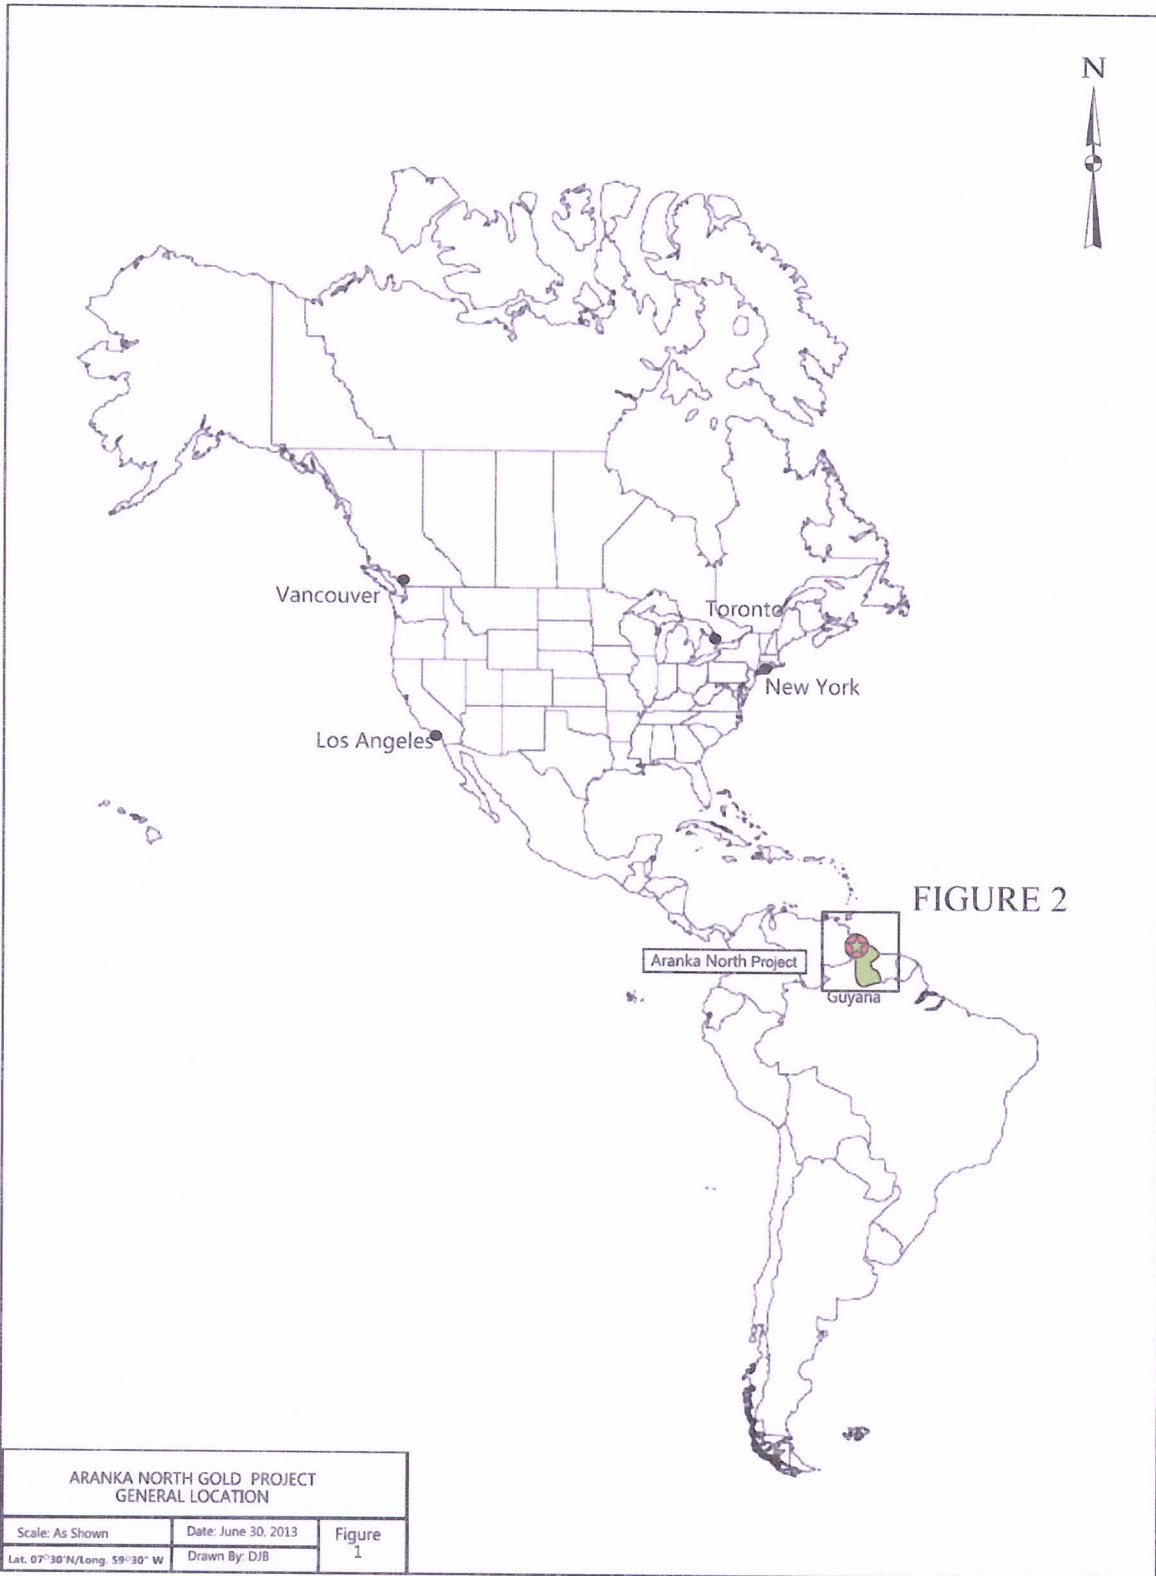 N
Vancouver
Toronto
New York
Los Angeles
FIGURE 2
Aranka North Project
Guyana
ARANKA NORTH GOLD PROJECT
GENERAL LOCATION
Scale: As Shown
Date: June 30, 2013
Figure
1
Lat. 07°30'N/Long. 59°30" W
Drawn By: DJB